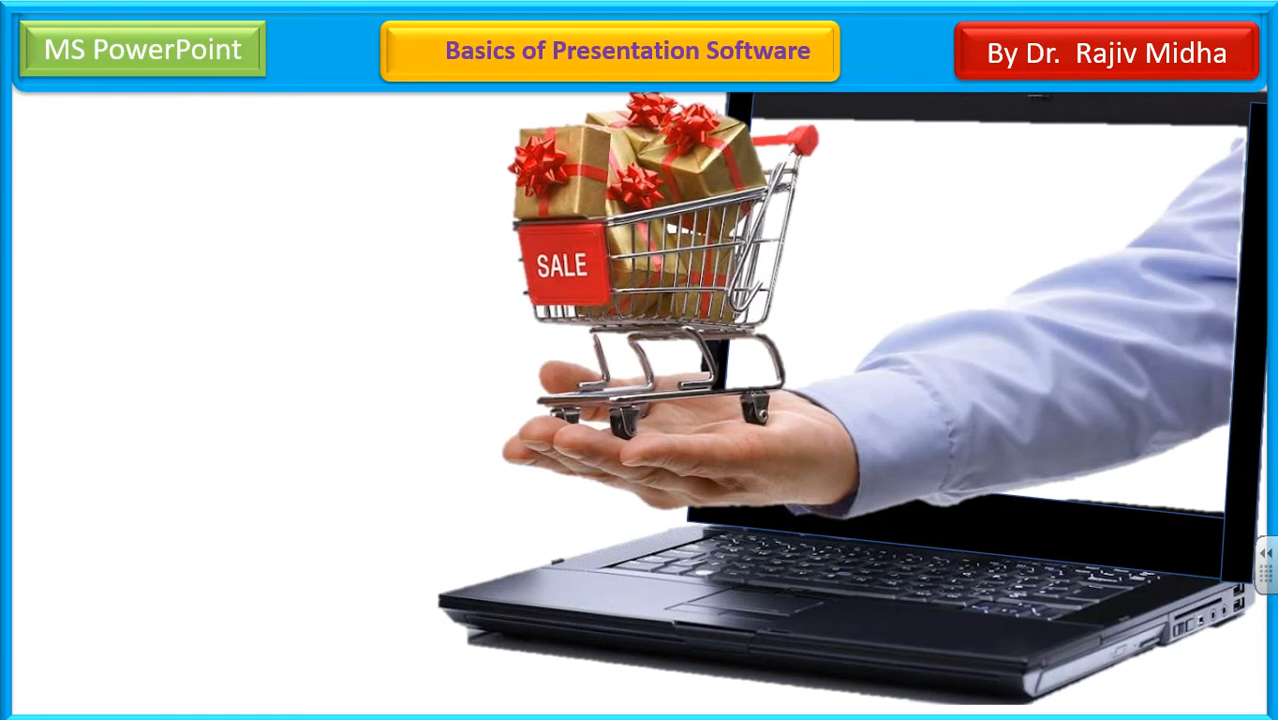 MS PowerPoint
Basics of Presentation Software
By Dr. Rajiv Midha
SALE